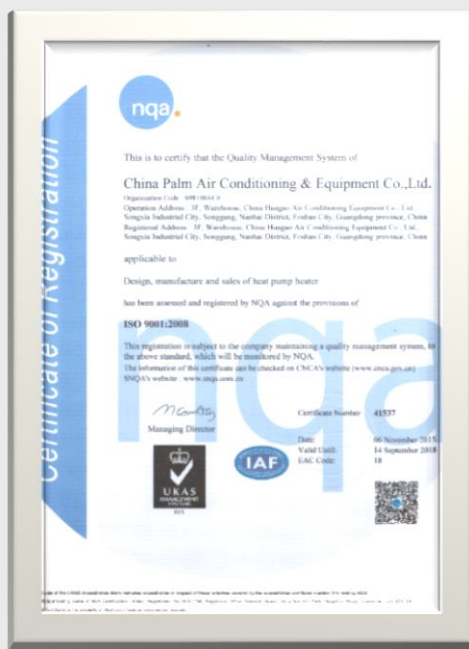 nqa.
Certificate of Registration
This is to certify that the Quality Management System of
China Palm Air Conditioning & Equipment Co.,Ltd.
Organization Code
Operation Address : 3F, Warehouse, China Huagao Air Conditioning Equipment Co., Ltd.
Songxia Industrial City, Songgang, Nanhai District, Foshan City, Guangdong province, China
Registered Address : 3F, Warehouse, China Huagao Air Conditioning Equipment Co., Ltd.
Songxia Industrial City, Songgang, Nanhai District, Foshan City, Guangdong province, China
applicable to
Design, manufacture and sales of heat pump heater
has been assessed and registered by NQA against the provisions of
ISO 9001:2008
This registration is subject to the company maintaining a quality management system, to
the above standard, which will be monitored by NQA.
The information of this certificate can be checked on CNCA's website (www.cnca.gov.cn)
SNQA's website : www.snqa.com.cn
Managing Director
Certificate Number 41537
Date: 06 November 2015
Valid Until: 14 September 2018
EAC Code: 18
UKAS
MANAGEMENT
SYSTEMS
015
IAF
nqa